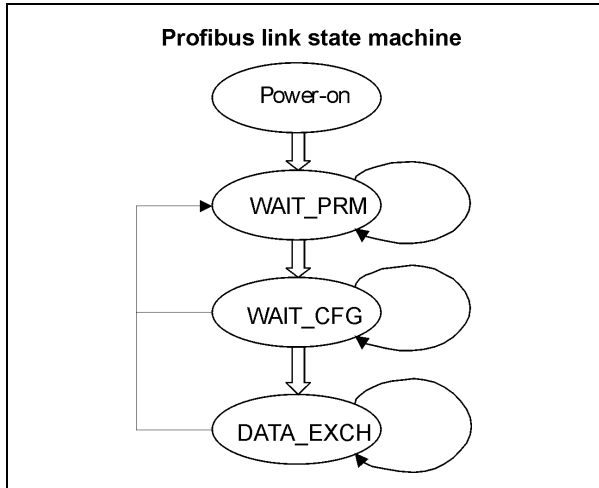 Profibus link state machine
Power-on
WAIT_PRM
WAIT_CFG
DATA_EXCH